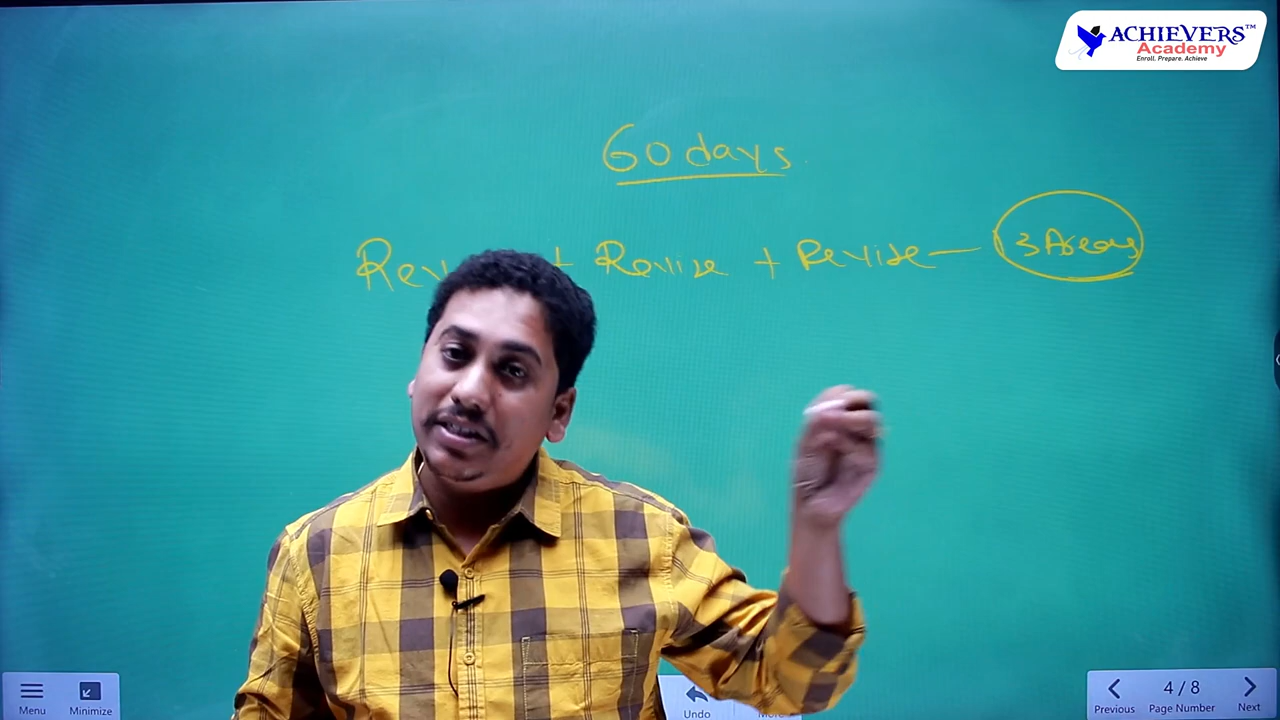 ACHIEVERS™
Academy
Enroll. Prepare. Achieve
60 days
+ Revise + Revise — 3 Areas
Menu
Minimize
Undo
4 / 8
Previous
Page Number
Next